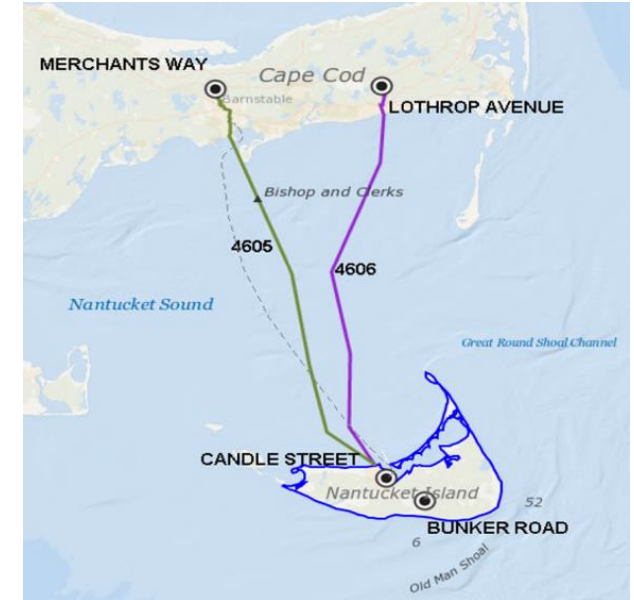 MERCHANTS WAY
Cape Cod
Barnstable
LOTHROP AVENUE
Bishop and Clerks
4605
4606
Nantucket Sound
Great Round Shoal Channel
CANDLE STREET
Nantucket Island
52
BUNKER ROAD
6
Old Man Shoal